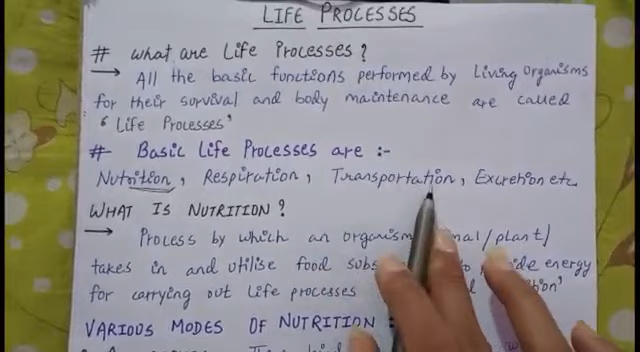 LIFE PROCESSES
# What are Life Processes?
→ All the basic functions performed by Living organisms
for their survival and body maintenance are called
'Life Processes'
# Basic Life Processes are :-
Nutrition, Respiration, Transportation, Excretion etc.
WHAT IS NUTRITION?
→ Process by which an organism /plant/
takes in and utilise food energy
for carrying out life processes
VARIOUS MODES OF NUTRITION :